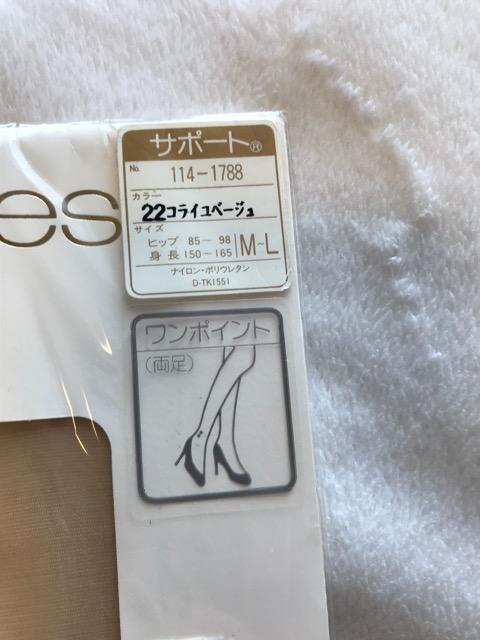 サポートⓇ
No. 114-1788
カラー
22コライユベージュ
サイズ
ヒップ 85〜98
身長 150〜165
M~L
ナイロン・ポリウレタン
D-TK1551
es
ワンポイント
(両足)